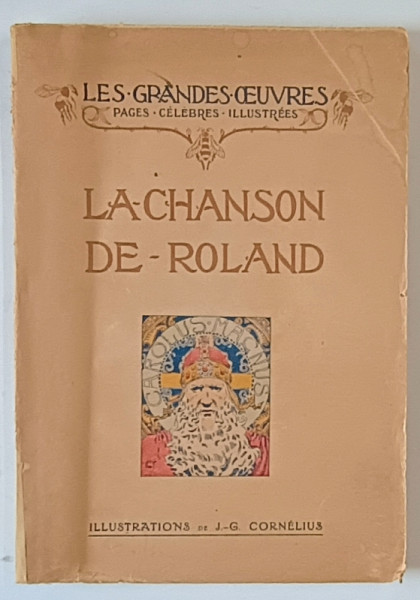 LES·GRANDES·ŒUVRES
PAGES·CÉLÈBRES·ILLUSTRÉES
LA·CHANSON
DE-ROLAND
CAROLUS·MAGNUS
ILLUSTRATIONS DE J.-G. CORNÉLIUS